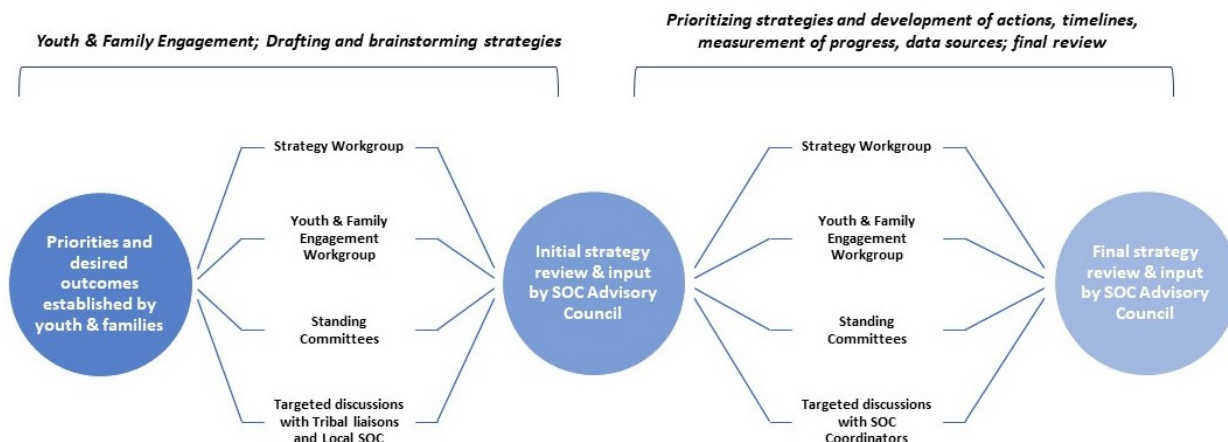 Youth & Family Engagement; Drafting and brainstorming strategies
Prioritizing strategies and development of actions, timelines,
measurement of progress, data sources; final review
Priorities and
desired
outcomes
established by
youth & families
Strategy Workgroup
Youth & Family
Engagement
Workgroup
Standing
Committees
Targeted discussions
with Tribal liaisons
and Local SOC
Initial strategy
review & input
by SOC Advisory
Council
Strategy Workgroup
Youth & Family
Engagement
Workgroup
Standing
Committees
Targeted discussions
with SOC
Coordinators
Final strategy
review & input
by SOC Advisory
Council